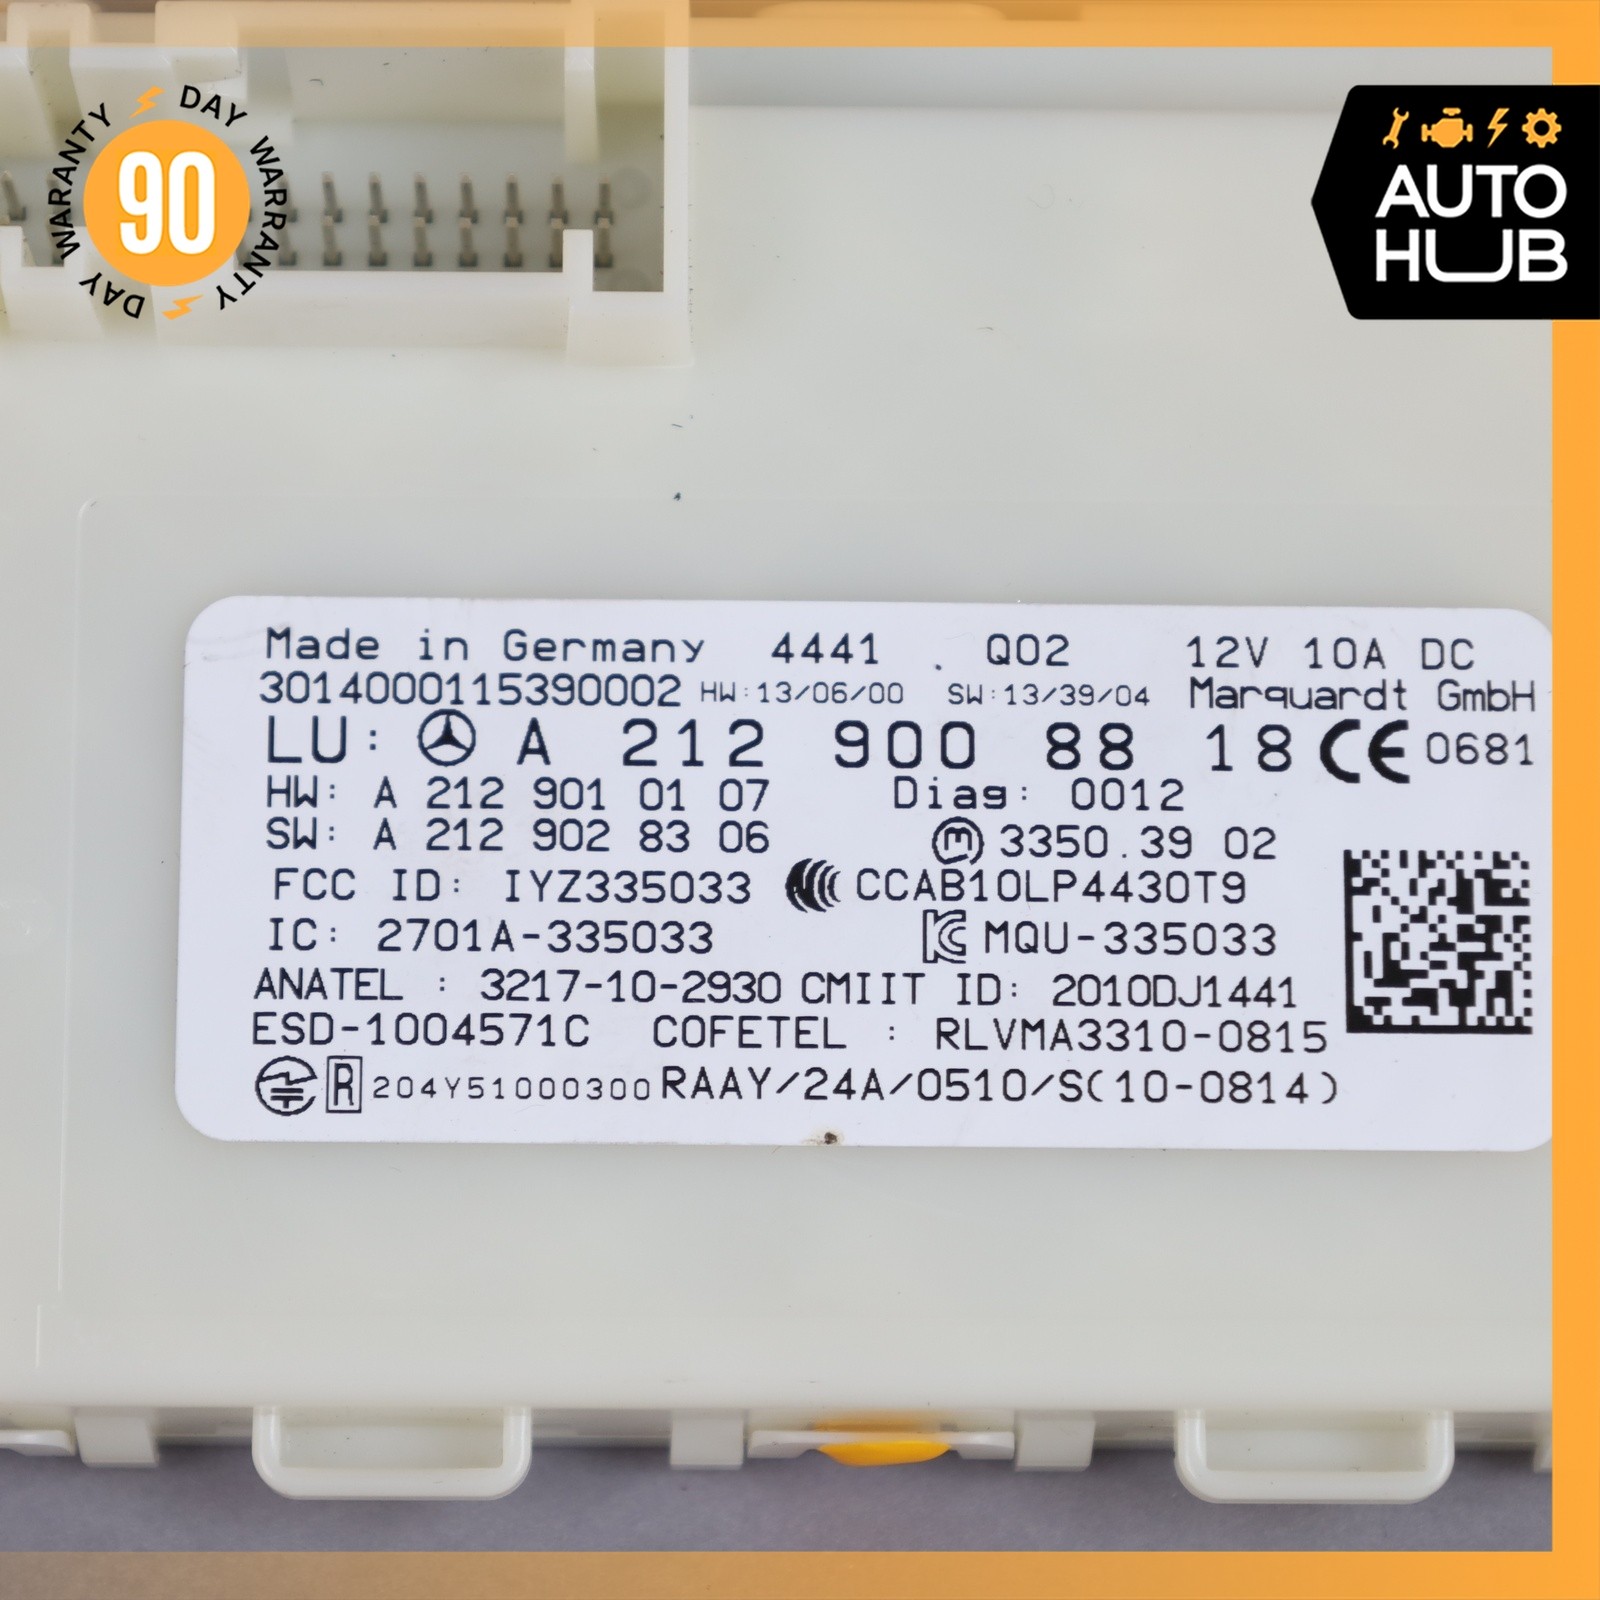 DAY WARRANTY
DAY WARRANTY
90
AUTO
HUB
Made in Germany 4441 . Q02 12V 10A DC
3014000115390002 HW:13/06/00 SW:13/39/04 Marquardt GmbH
LU: A 212 900 88 18 CE 0681
HW: A 212 901 01 07 Diag: 0012
SW: A 212 902 83 06 m 3350.39 02
FCC ID: IYZ335033 CCAB10LP4430T9
IC: 2701A-335033 MQU-335033
ANATEL : 3217-10-2930 CMIIT ID: 2010DJ1441
ESD-1004571C COFETEL : RLVMA3310-0815
R 204Y51000300 RAAY/24A/0510/S(10-0814)